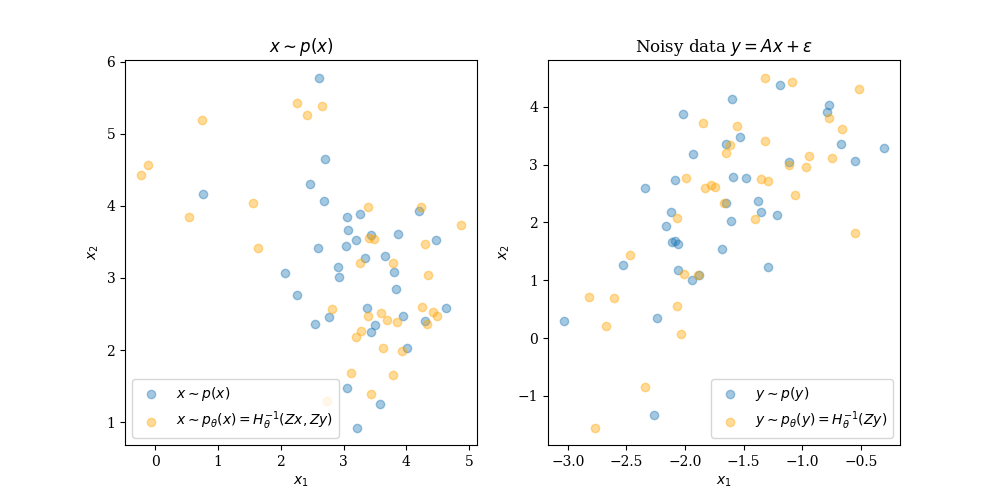 x ∼ p(x)
6
5
4
3
2
1
x₂
0 1 2 3 4 5
x₁
x ∼ p(x)
x ∼ p_θ(x) = H_θ⁻¹(Zx, Zy)
Noisy data y = Ax + ε
4
3
2
1
0
−1
x₂
−3.0 −2.5 −2.0 −1.5 −1.0 −0.5
x₁
y ∼ p(y)
y ∼ p_θ(y) = H_θ⁻¹(Zy)